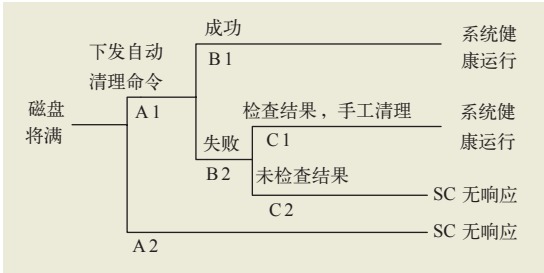 成功
系统健
康运行
下发自动
清理命令
B1
磁盘
将满
A1
检查结果，手工清理
系统健
康运行
失败
C1
B2
未检查结果
SC 无响应
C2
SC 无响应
A2